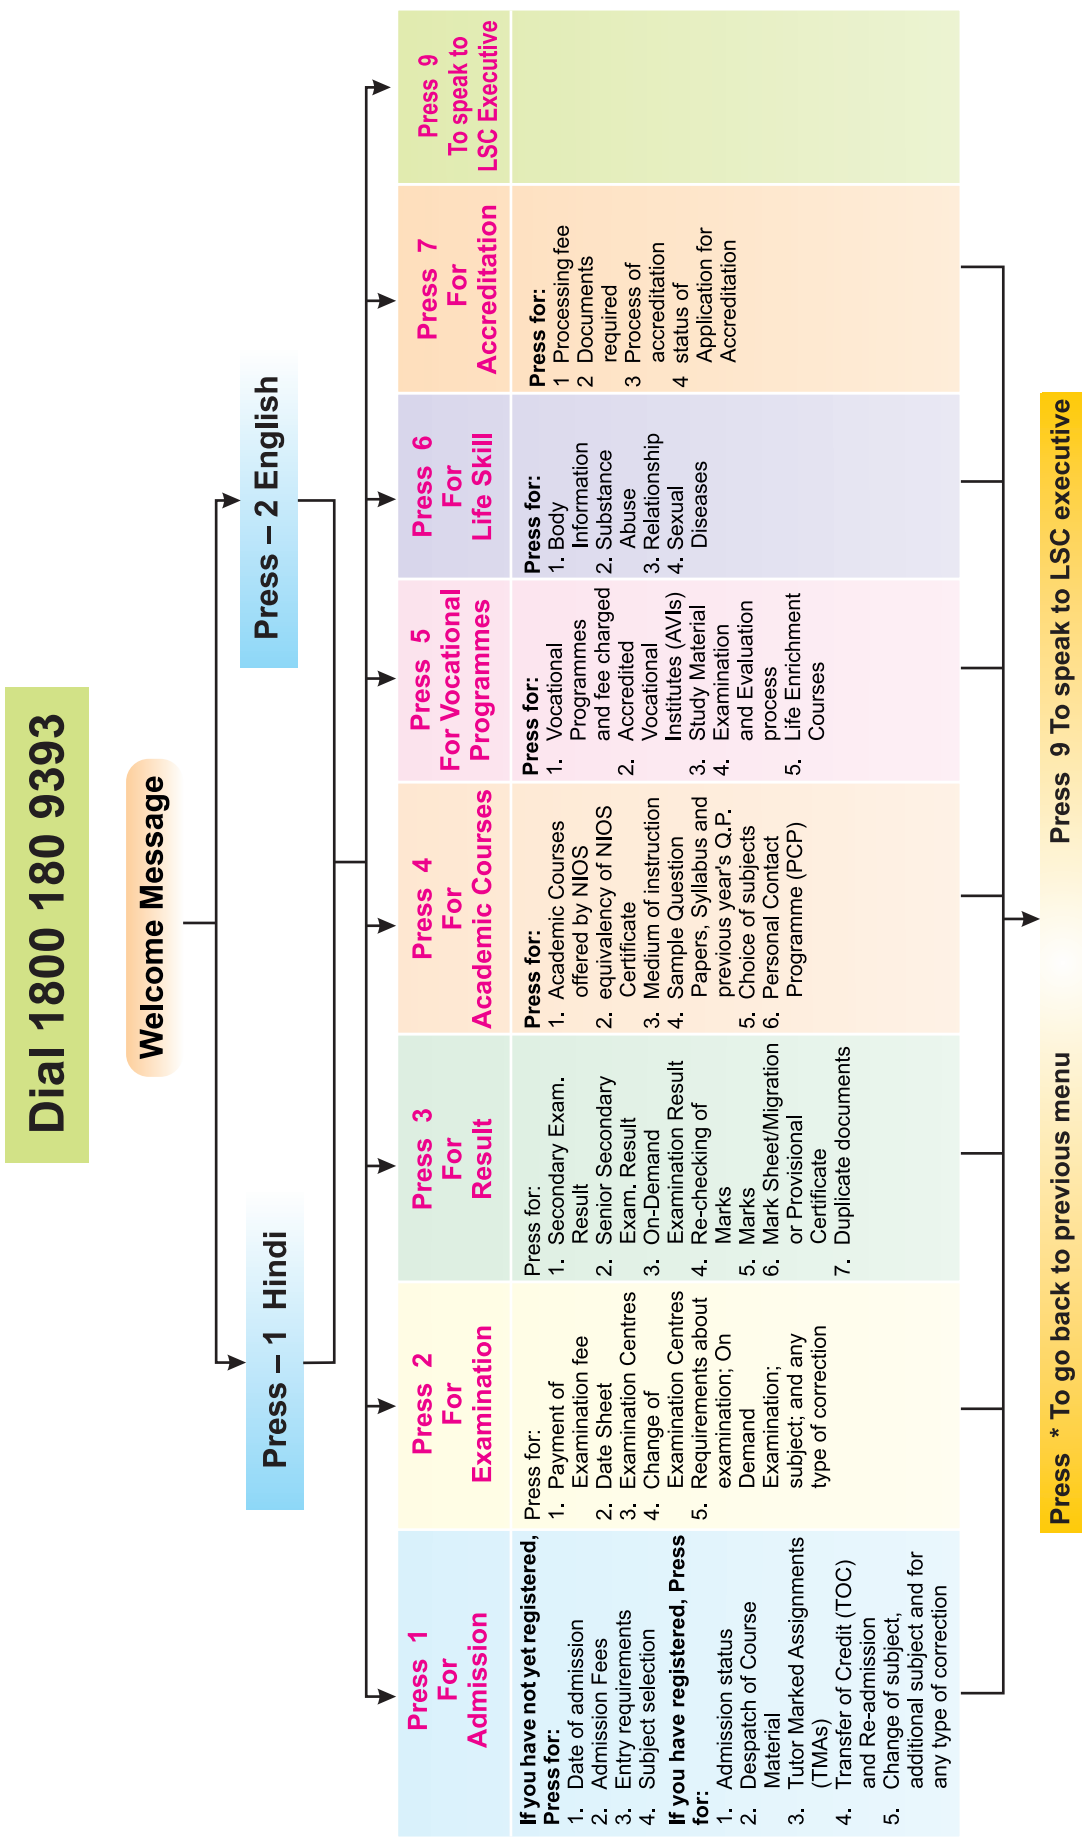 Dial 1800 180 9393
Welcome Message
Press – 1 Hindi
Press – 2 English
Press 1
For
Admission
If you have not yet registered,
Press for:
1. Date of admission
2. Admission Fees
3. Entry requirements
4. Subject selection
If you have registered, Press
for:
1. Admission status
2. Despatch of Course
Material
3. Tutor Marked Assignments
(TMAs)
4. Transfer of Credit (TOC)
and Re-admission
5. Change of subject,
additional subject and for
any type of correction
Press 2
For
Examination
Press for:
1. Payment of
Examination fee
2. Date Sheet
3. Examination Centres
4. Change of
Examination Centres
5. Requirements about
examination; On
Demand
Examination;
subject; and any
type of correction
Press 3
For
Result
Press for:
1. Secondary Exam.
Result
2. Senior Secondary
Exam. Result
3. On-Demand
Examination Result
4. Re-checking of
Marks
5. Marks
6. Mark Sheet/Migration
or Provisional
Certificate
7. Duplicate documents
Press 4
For
Academic Courses
Press for:
1. Academic Courses
offered by NIOS
2. equivalency of NIOS
Certificate
3. Medium of instruction
4. Sample Question
Papers, Syllabus and
previous year's Q.P.
5. Choice of subjects
6. Personal Contact
Programme (PCP)
Press 5
For Vocational
Programmes
Press for:
1. Vocational
Programmes
and fee charged
2. Accredited
Vocational
Institutes (AVIs)
3. Study Material
4. Examination
and Evaluation
process
5. Life Enrichment
Courses
Press 6
For
Life Skill
Press for:
1. Body
Information
2. Substance
Abuse
3. Relationship
4. Sexual
Diseases
Press 7
For
Accreditation
Press for:
1 Processing fee
2 Documents
required
3 Process of
accreditation
4 status of
Application for
Accreditation
Press 9
To speak to
LSC Executive
Press * To go back to previous menu
Press 9 To speak to LSC executive